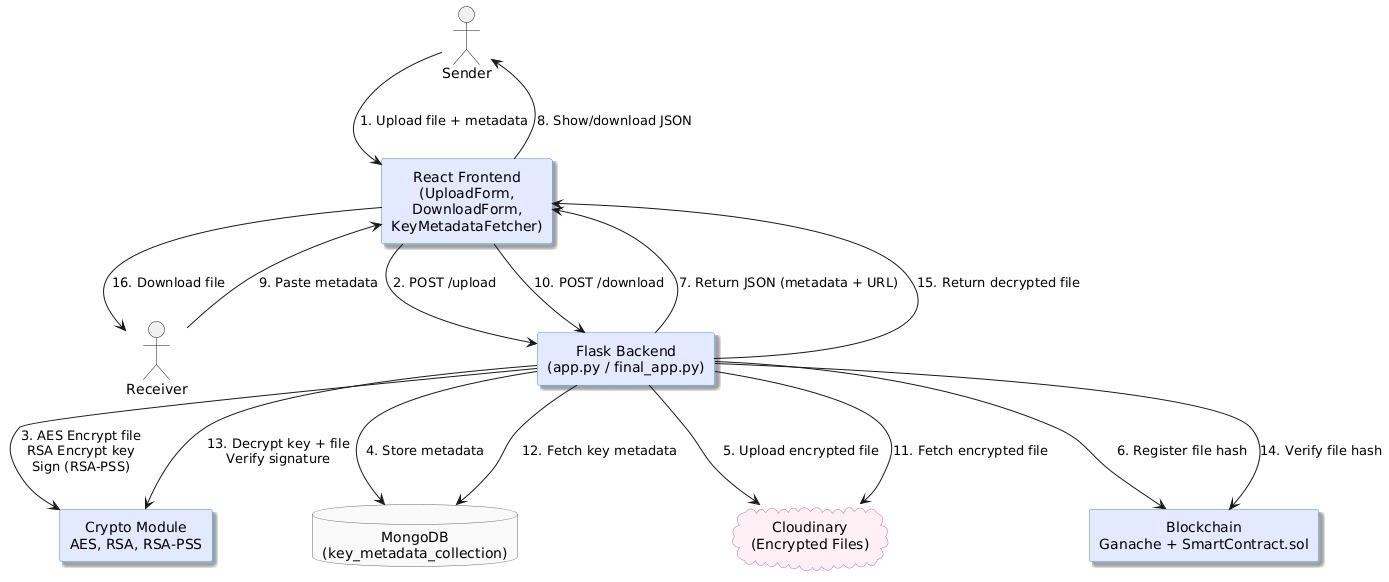 Sender
1. Upload file + metadata
8. Show/download JSON
React Frontend
(UploadForm,
DownloadForm,
KeyMetadataFetcher)
16. Download file
9. Paste metadata
2. POST /upload
10. POST /download
7. Return JSON (metadata + URL)
15. Return decrypted file
Receiver
Flask Backend
(app.py / final_app.py)
3. AES Encrypt file
RSA Encrypt key
Sign (RSA-PSS)
13. Decrypt key + file
Verify signature
4. Store metadata
12. Fetch key metadata
5. Upload encrypted file
11. Fetch encrypted file
6. Register file hash
14. Verify file hash
Crypto Module
AES, RSA, RSA-PSS
MongoDB
(key_metadata_collection)
Cloudinary
(Encrypted Files)
Blockchain
Ganache + SmartContract.sol